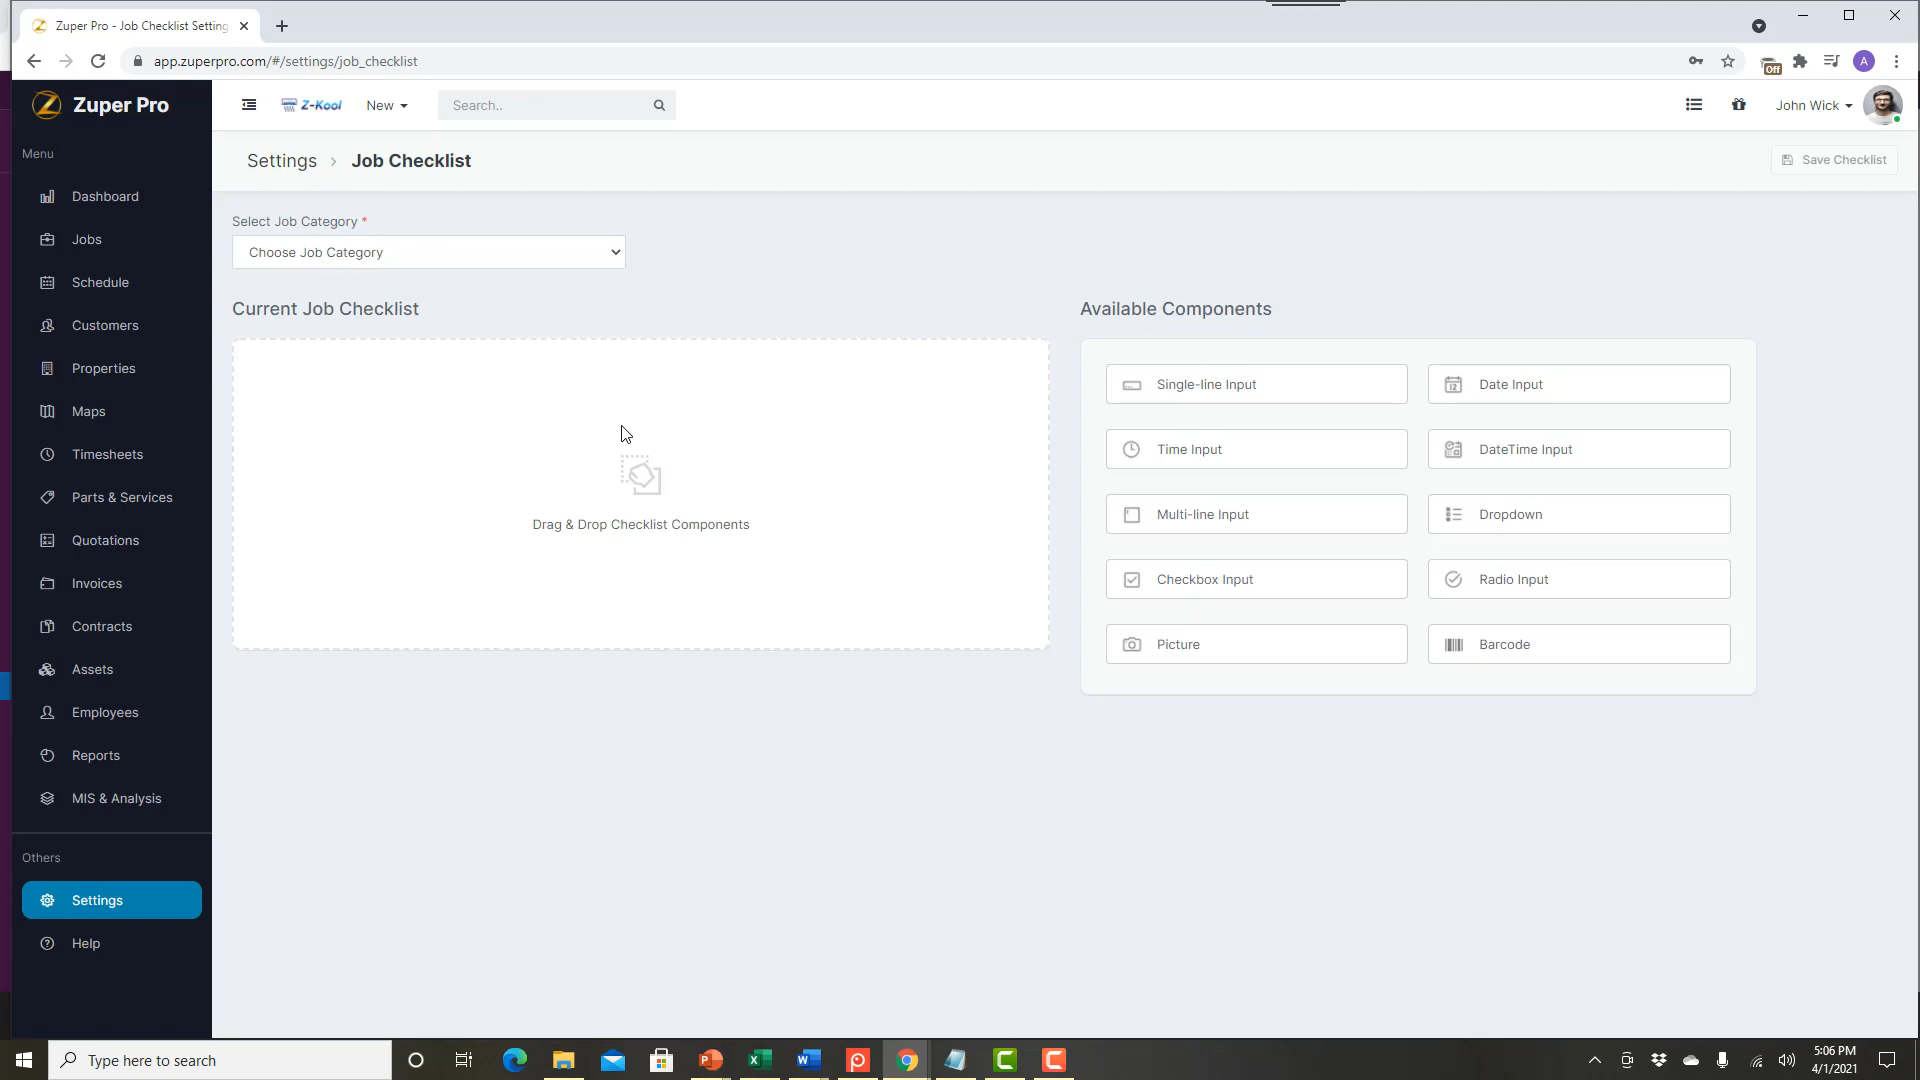 Zuper Pro - Job Checklist Setting
app.zuperpro.com/#/settings/job_checklist
Off
A
Zuper Pro
Z-Kool
New
Search..
John Wick
Menu
Settings › Job Checklist
Save Checklist
Dashboard
Jobs
Schedule
Customers
Properties
Maps
Timesheets
Parts & Services
Quotations
Invoices
Contracts
Assets
Employees
Reports
MIS & Analysis
Others
Settings
Help
Select Job Category *
Choose Job Category
Current Job Checklist
Drag & Drop Checklist Components
Available Components
Single-line Input
Date Input
Time Input
DateTime Input
Multi-line Input
Dropdown
Checkbox Input
Radio Input
Picture
Barcode
Type here to search
5:06 PM
4/1/2021